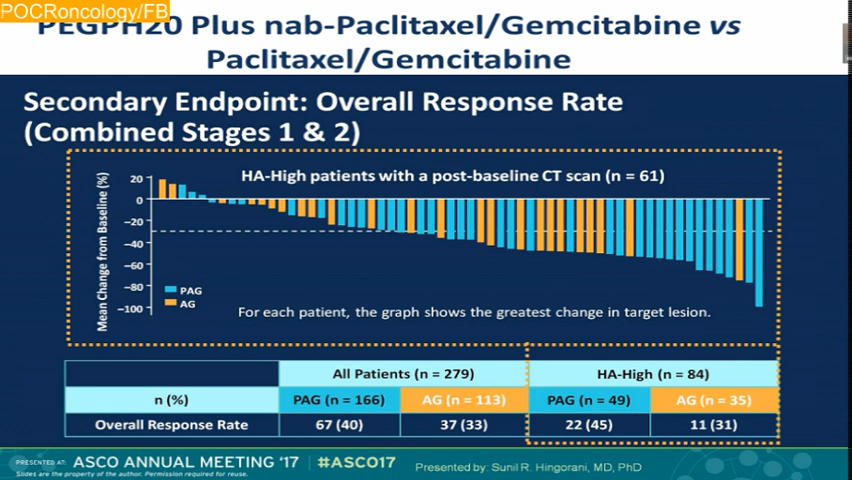 POCRoncology/FB
PEGPH20 Plus nab-Paclitaxel/Gemcitabine vs
Paclitaxel/Gemcitabine
Secondary Endpoint: Overall Response Rate
(Combined Stages 1 & 2)
HA-High patients with a post-baseline CT scan (n = 61)
Mean Change from Baseline (%)
20
0
−20
−40
−60
−80
−100
PAG
AG
For each patient, the graph shows the greatest change in target lesion.
All Patients (n = 279) HA-High (n = 84)
n (%) PAG (n = 166) AG (n = 113) PAG (n = 49) AG (n = 35)
Overall Response Rate 67 (40) 37 (33) 22 (45) 11 (31)
PRESENTED AT: ASCO ANNUAL MEETING '17 #ASCO17
Slides are the property of the author. Permission required for reuse.
Presented by: Sunil R. Hingorani, MD, PhD